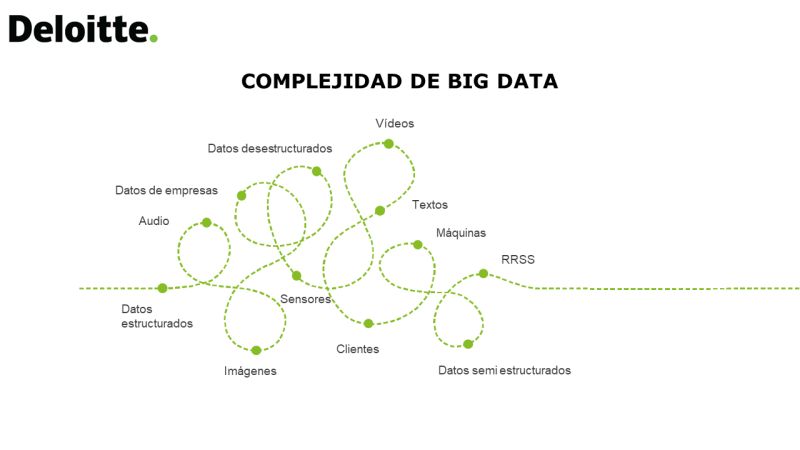 Deloitte.
COMPLEJIDAD DE BIG DATA
Vídeos
Datos desestructurados
Datos de empresas
Textos
Audio
Máquinas
RRSS
Sensores
Datos
estructurados
Clientes
Imágenes
Datos semi estructurados